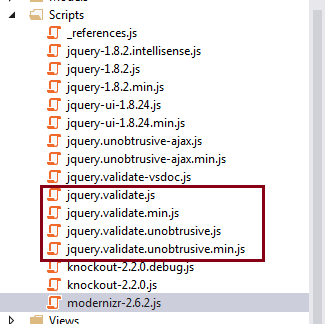 Models
Scripts
_references.js
jquery-1.8.2.intellisense.js
jquery-1.8.2.js
jquery-1.8.2.min.js
jquery-ui-1.8.24.js
jquery-ui-1.8.24.min.js
jquery.unobtrusive-ajax.js
jquery.unobtrusive-ajax.min.js
jquery.validate-vsdoc.js
jquery.validate.js
jquery.validate.min.js
jquery.validate.unobtrusive.js
jquery.validate.unobtrusive.min.js
knockout-2.2.0.debug.js
knockout-2.2.0.js
modernizr-2.6.2.js
Views